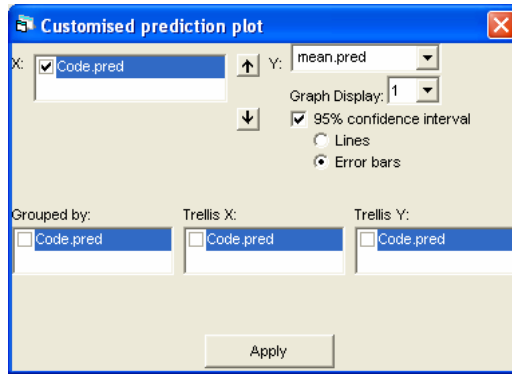 Customised prediction plot
X: Code.pred
Y: mean.pred
Graph Display: 1
95% confidence interval
Lines
Error bars
Grouped by: Trellis X: Trellis Y:
Code.pred Code.pred Code.pred
Apply